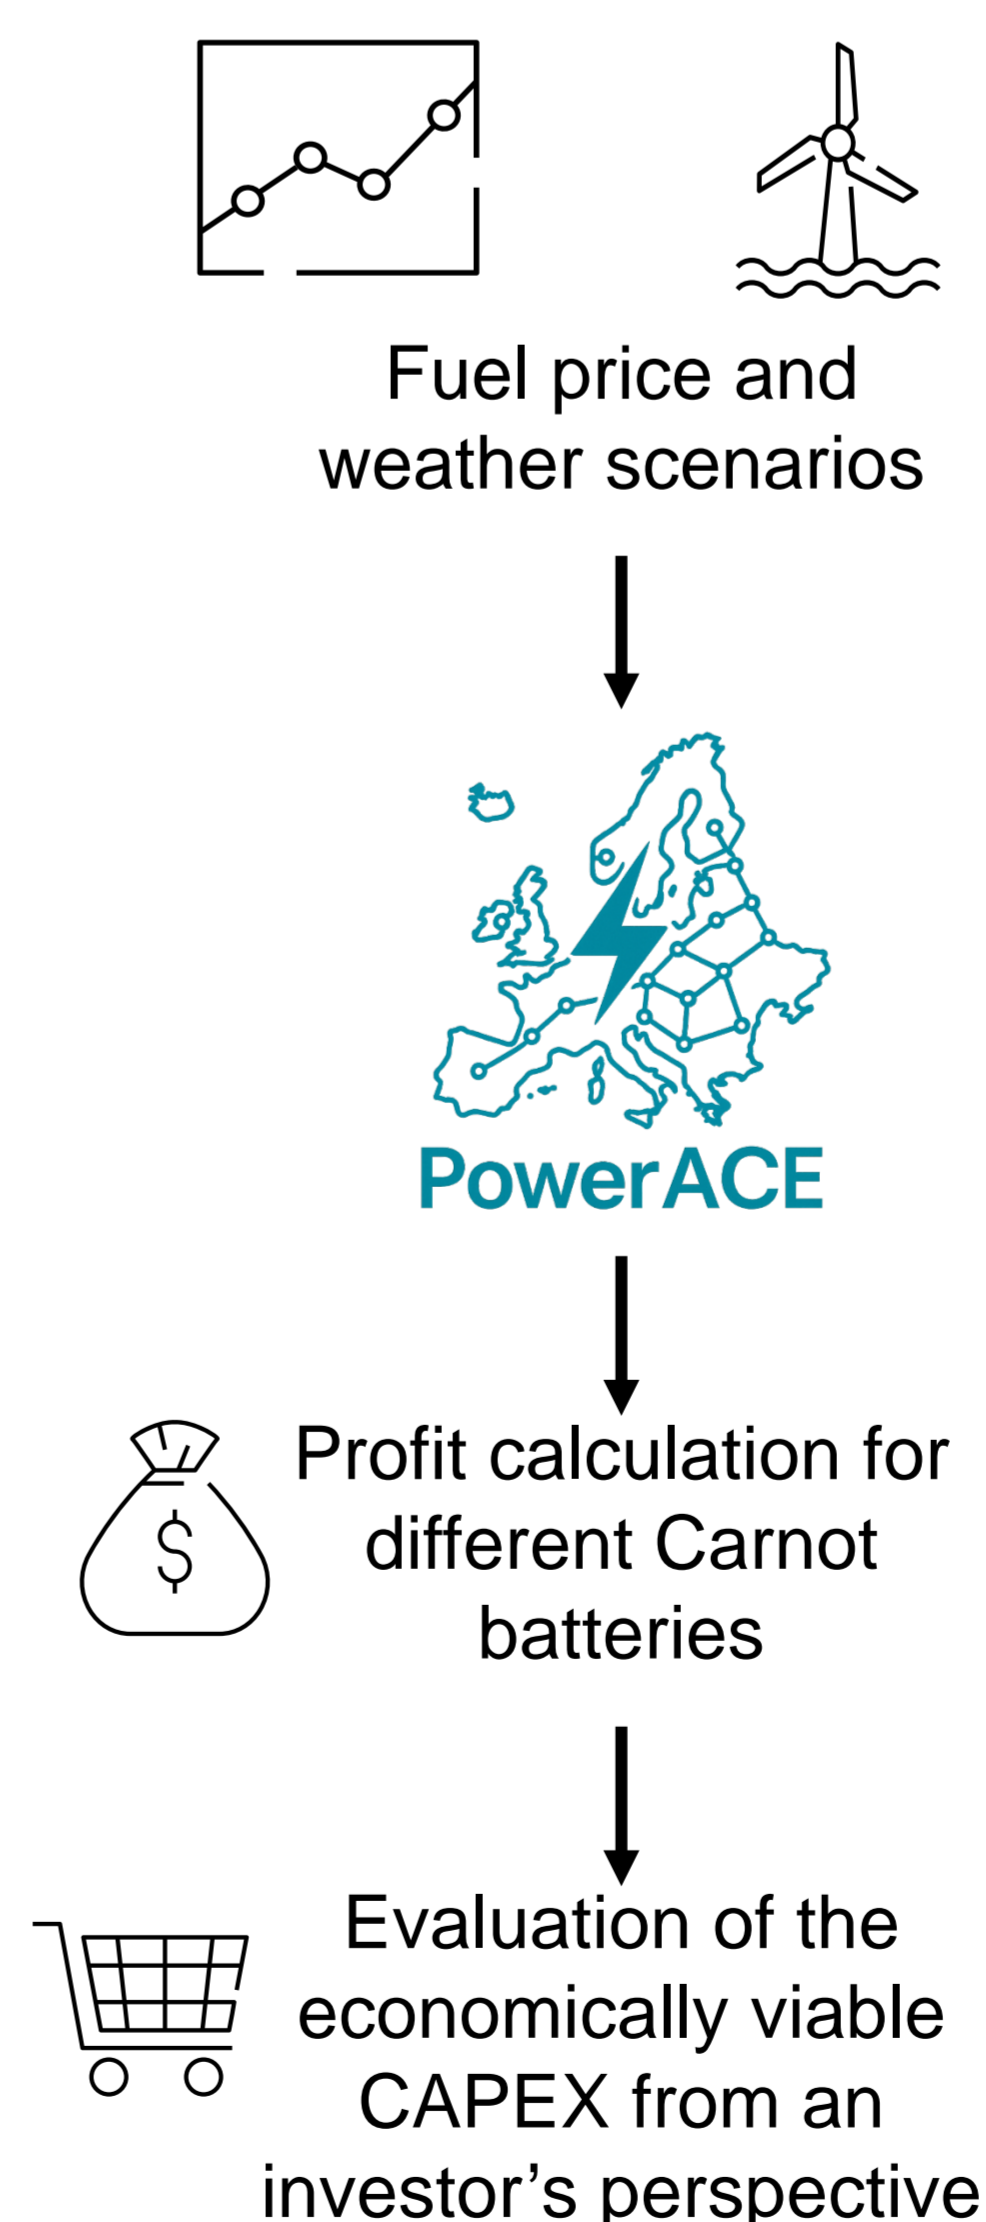 Fuel price and
weather scenarios
PowerACE
$
Profit calculation for
different Carnot
batteries
Evaluation of the
economically viable
CAPEX from an
investor’s perspective